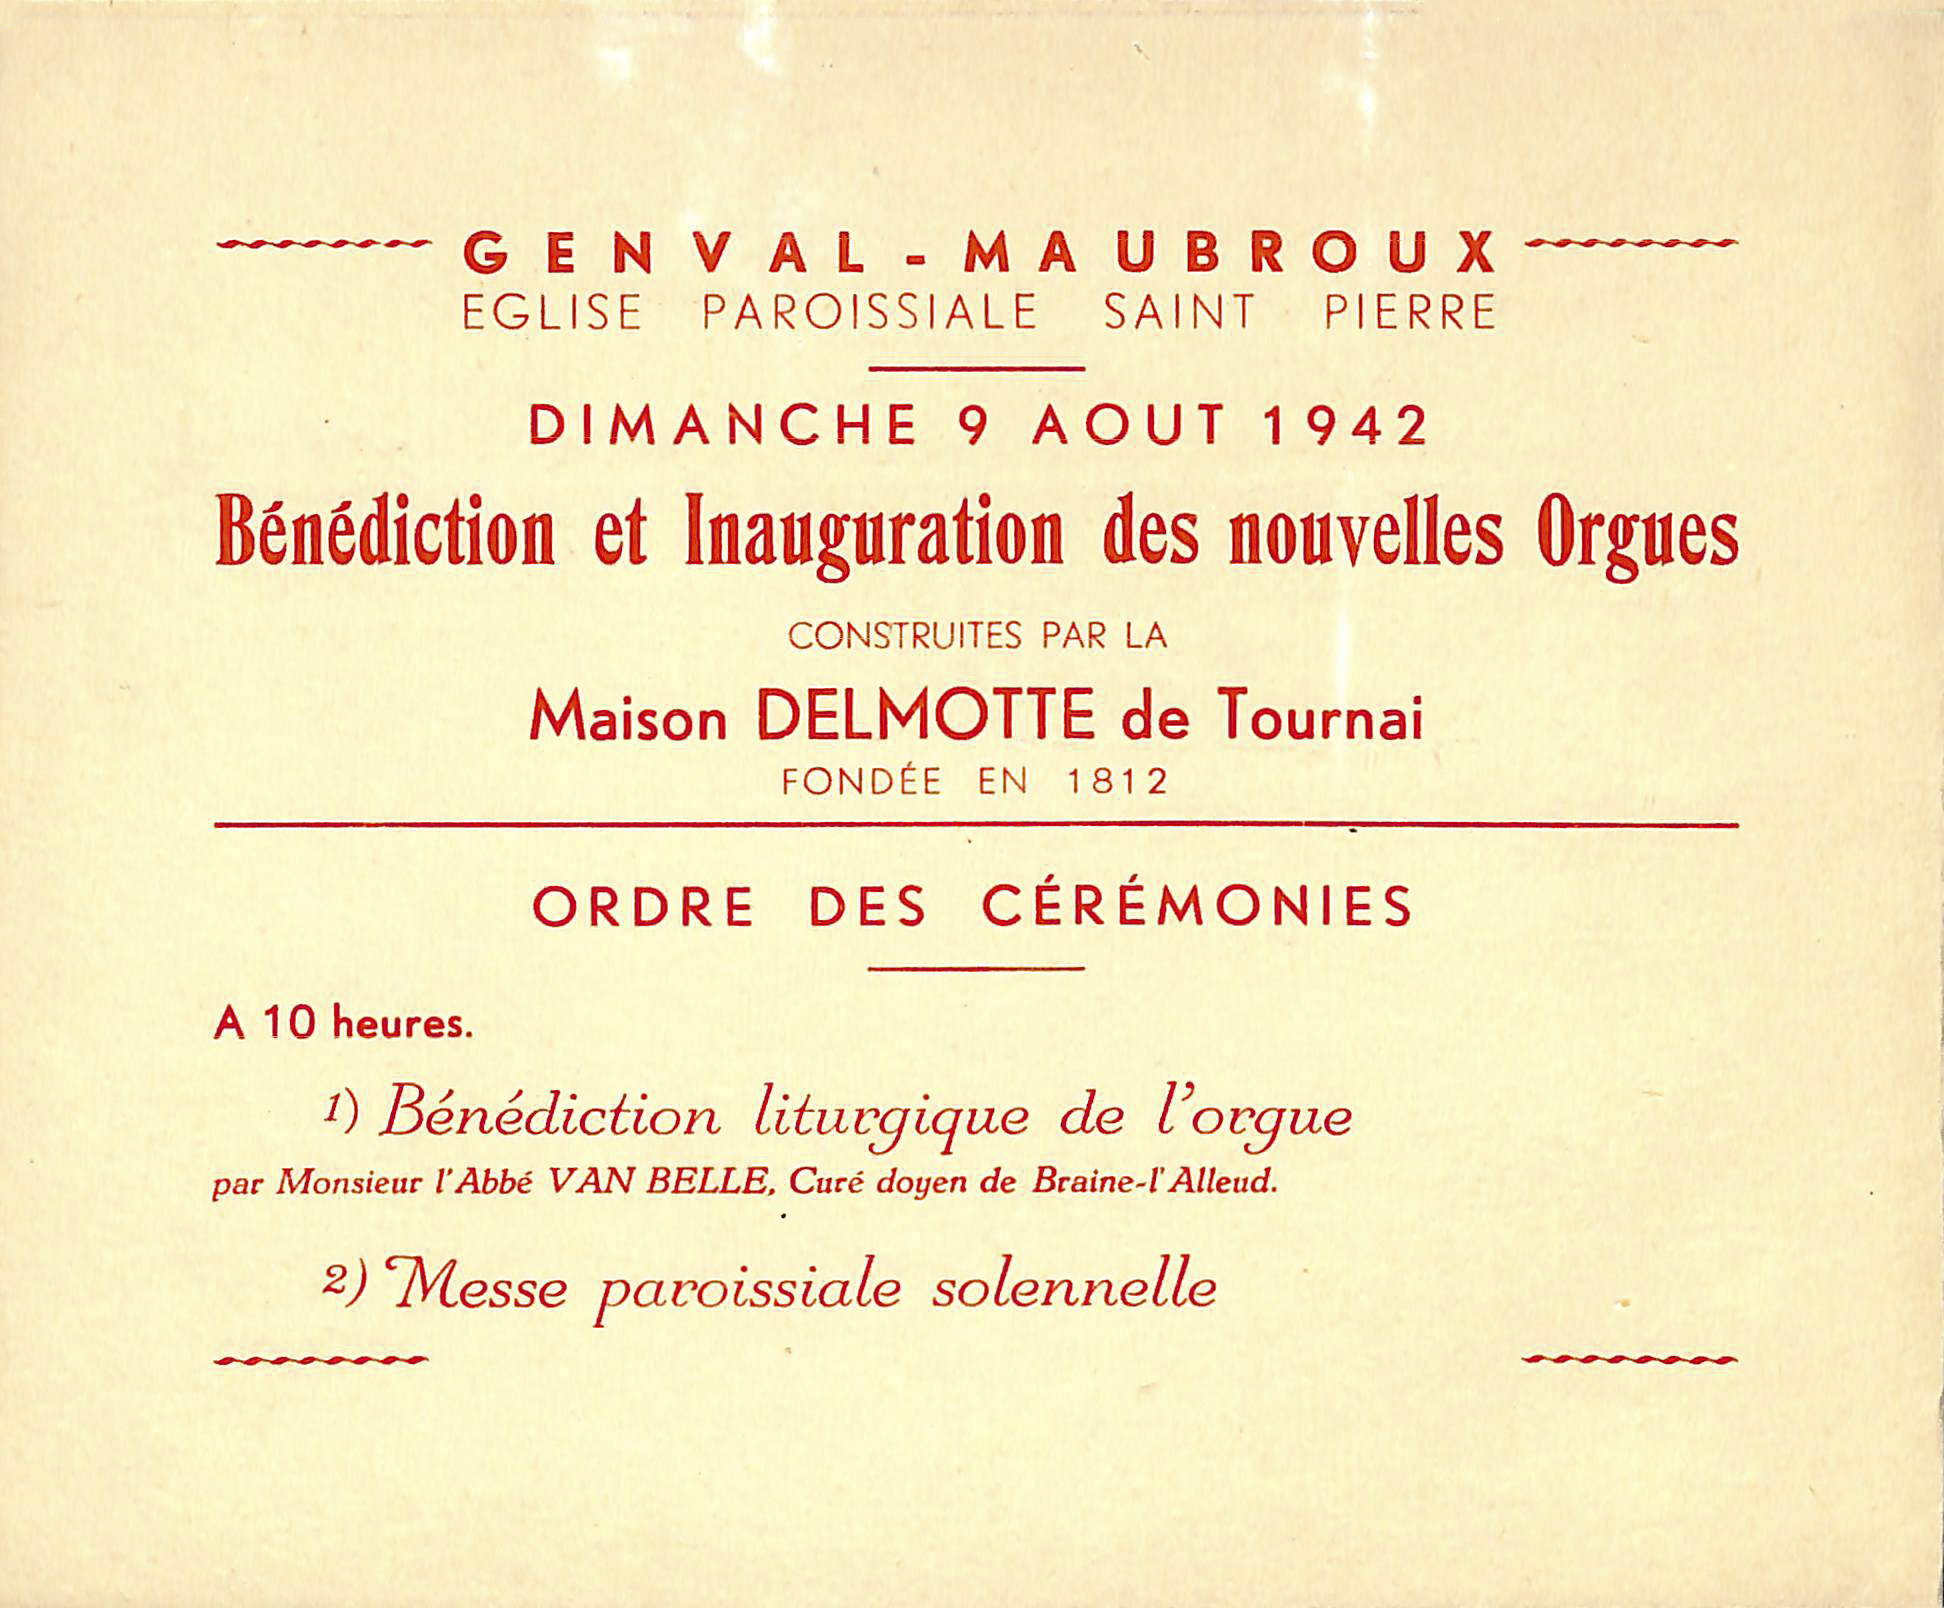 GENVAL - MAUBROUX
EGLISE PAROISSIALE SAINT PIERRE
DIMANCHE 9 AOUT 1942
Bénédiction et Inauguration des nouvelles Orgues
CONSTRUITES PAR LA
Maison DELMOTTE de Tournai
FONDÉE EN 1812
ORDRE DES CÉRÉMONIES
A 10 heures.
1) Bénédiction liturgique de l'orgue
par Monsieur l'Abbé VAN BELLE, Curé doyen de Braine-l'Alleud.
2) Messe paroissiale solennelle